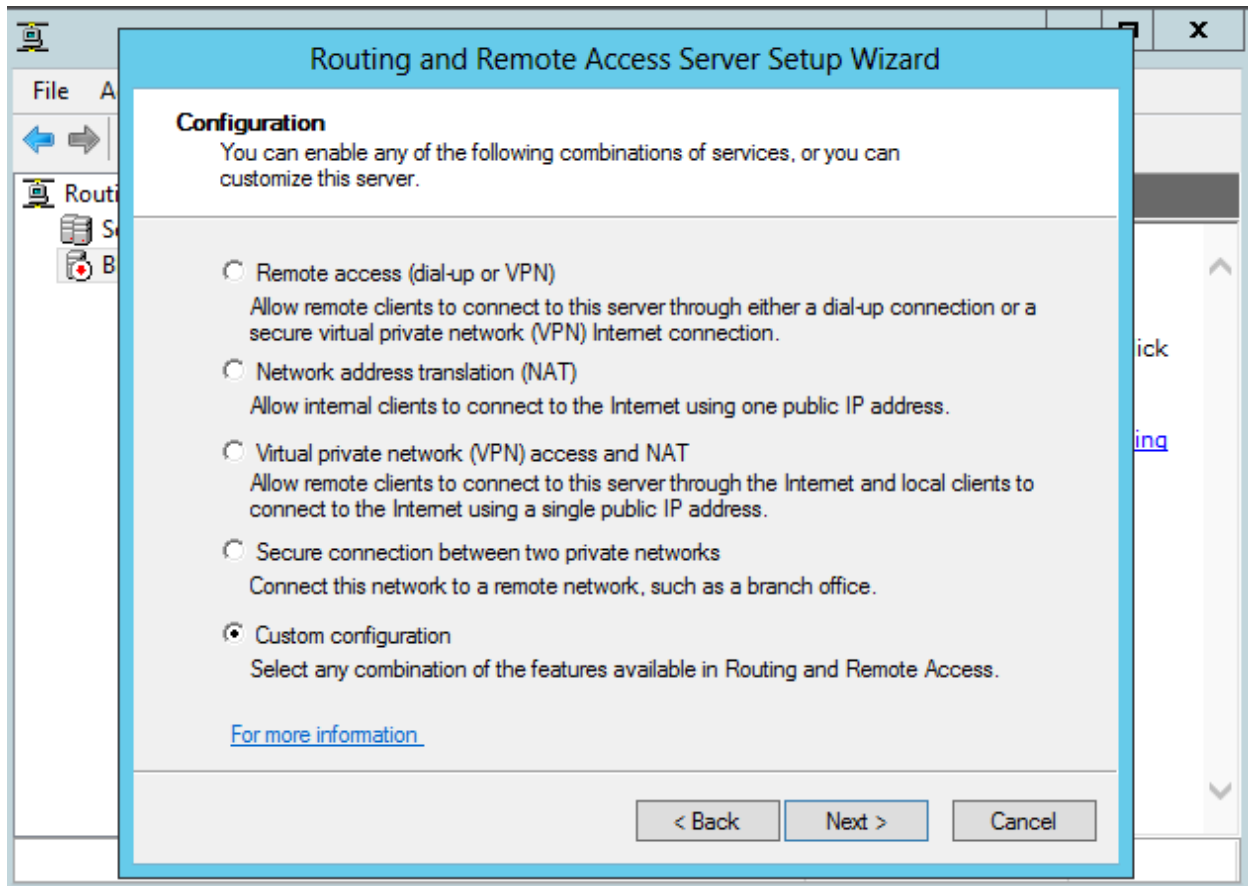 X
Routing and Remote Access Server Setup Wizard
File A
Configuration
You can enable any of the following combinations of services, or you can
customize this server.
Routi
S
B
Remote access (dial-up or VPN)
Allow remote clients to connect to this server through either a dial-up connection or a
secure virtual private network (VPN) Internet connection.
ick
Network address translation (NAT)
Allow internal clients to connect to the Internet using one public IP address.
ing
Virtual private network (VPN) access and NAT
Allow remote clients to connect to this server through the Internet and local clients to
connect to the Internet using a single public IP address.
Secure connection between two private networks
Connect this network to a remote network, such as a branch office.
Custom configuration
Select any combination of the features available in Routing and Remote Access.
For more information
< Back Next > Cancel